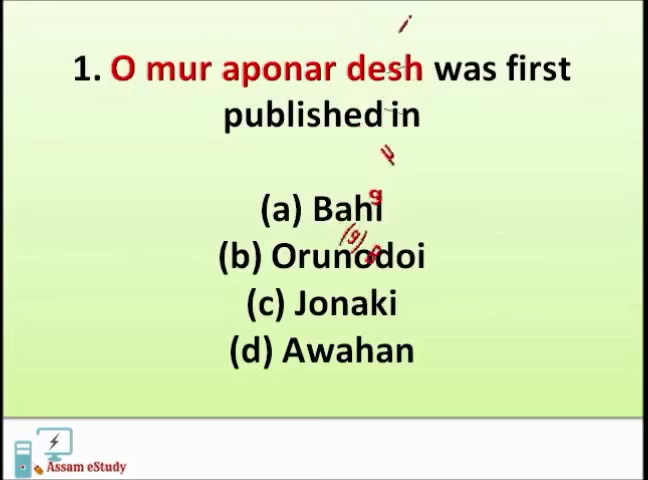 1. O mur aponar desh was first
published in
(a) Bahi
(b) Orunodoi
(c) Jonaki
(d) Awahan
Assam eStudy